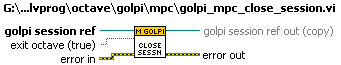 G:\...lvprog\octave\golpi\mpc\golpi_mpc_close_session.vi
golpi session ref
M GOLPI
golpi session ref out (copy)
exit octave (true)
CLOSE
SESSN
error in
error out